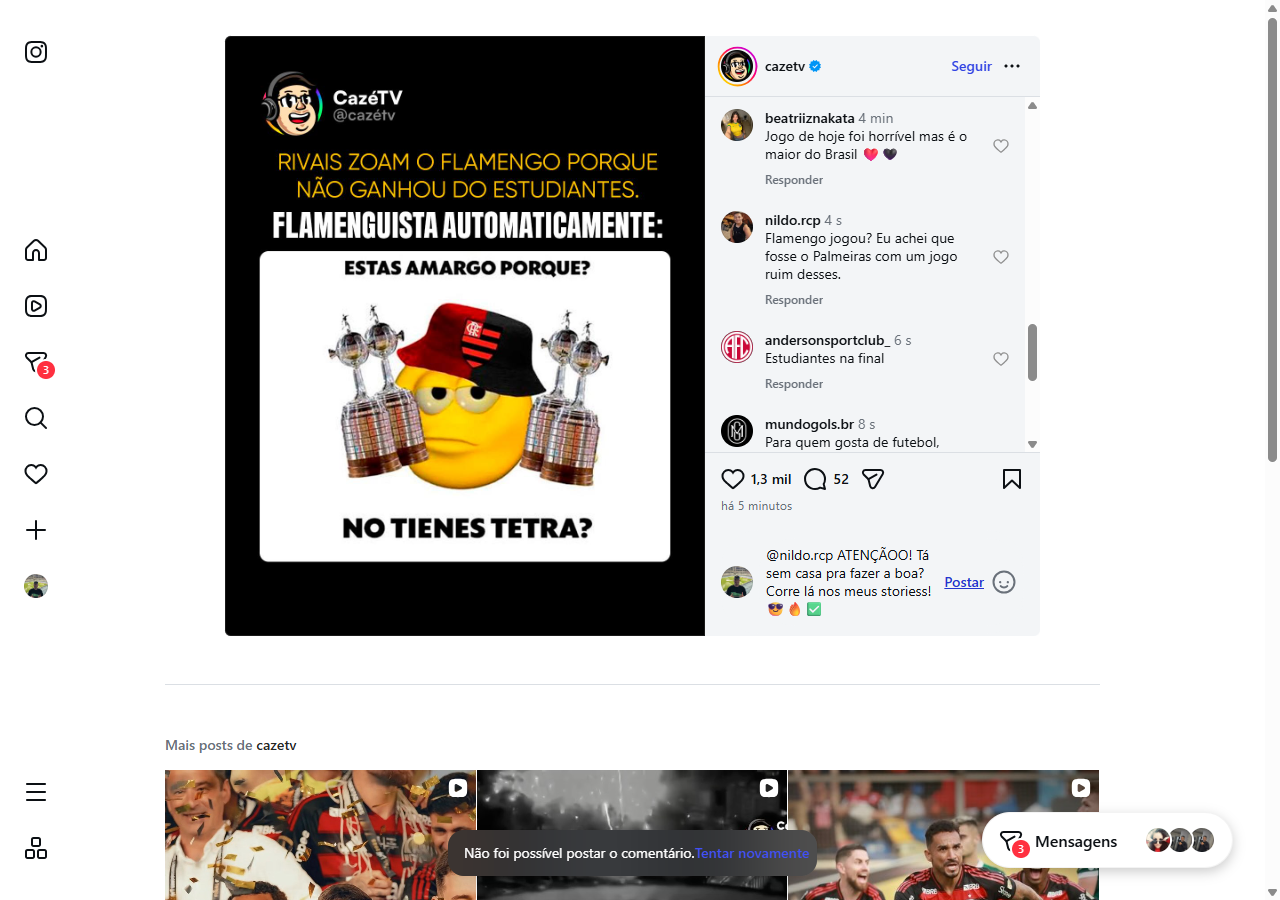 CazéTV
@cazétv
RIVAIS ZOAM O FLAMENGO PORQUE
NÃO GANHOU DO ESTUDIANTES.
FLAMENGUISTA AUTOMATICAMENTE:
ESTAS AMARGO PORQUE?
NO TIENES TETRA?
cazetv
Seguir
beatriiznakata 4 min
Jogo de hoje foi horrível mas é o
maior do Brasil ❤️ 🖤
Responder
nildo.rcp 4 s
Flamengo jogou? Eu achei que
fosse o Palmeiras com um jogo
ruim desses.
Responder
andersonsportclub_ 6 s
Estudiantes na final
Responder
mundogols.br 8 s
Para quem gosta de futebol,
1,3 mil
52
há 5 minutos
@nildo.rcp ATENÇÃOO! Tá
sem casa pra fazer a boa?
Corre lá nos meus storiess!
😎 🔥 ✅
Postar
3
Mais posts de cazetv
Não foi possível postar o comentário.Tentar novamente
3
Mensagens